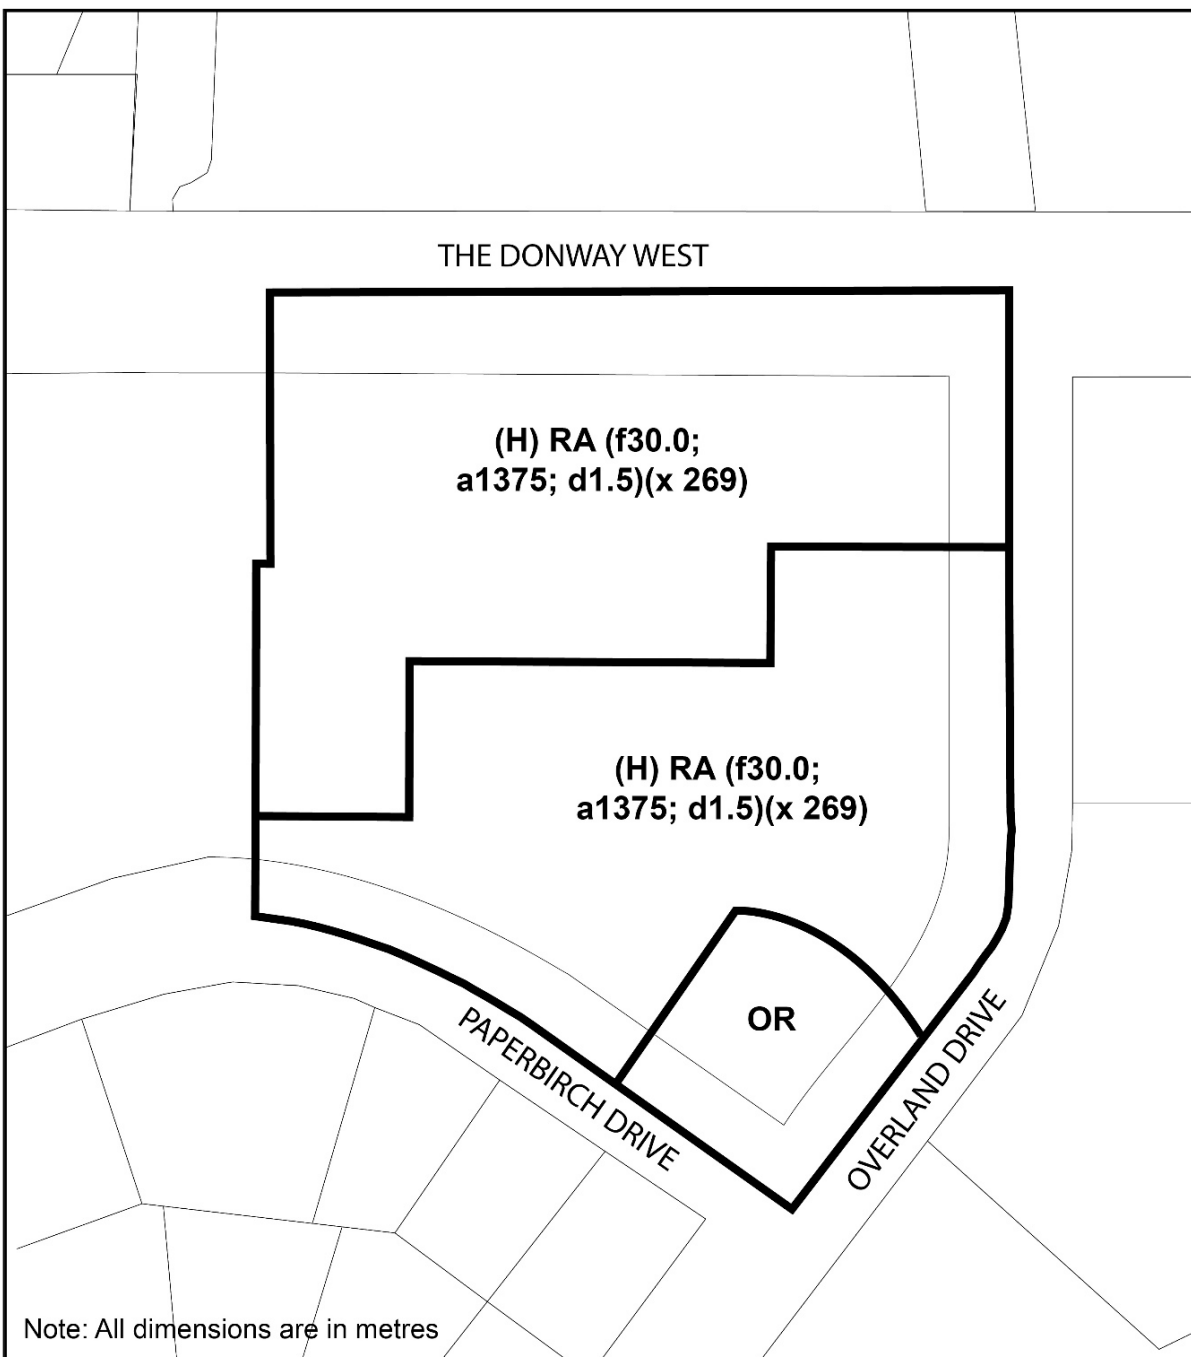 THE DONWAY WEST
(H) RA (f30.0;
a1375; d1.5)(x 269)
(H) RA (f30.0;
a1375; d1.5)(x 269)
OR
PAPERBIRCH DRIVE
OVERLAND DRIVE
Note: All dimensions are in metres